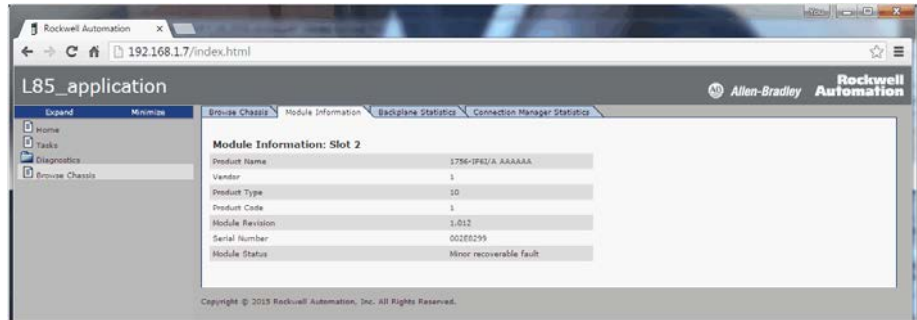 Rockwell Automation
192.168.1.7/index.html
L85_application
Allen-Bradley
Rockwell Automation
Expand Minimize
Home
Tasks
Diagnostics
Browse Chassis
Browse Chassis Module Information Backplane Statistics Connection Manager Statistics
Module Information: Slot 2
Product Name 1756-IF6I/A AAAAAA
Vendor 1
Product Type 10
Product Code 1
Module Revision 1.012
Serial Number 002E8299
Module Status Minor recoverable fault
Copyright © 2015 Rockwell Automation, Inc. All Rights Reserved.